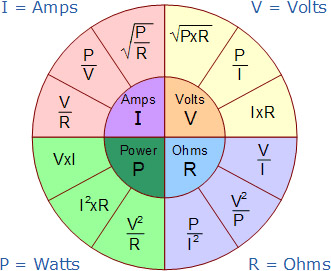 I = Amps
V = Volts
√P/R
√PxR
P/V
P/I
V/R
IxR
Amps
I
Volts
V
Power
P
Ohms
R
VxI
V/I
I²xR
V²/P
V²/R
P/I²
P = Watts
R = Ohms